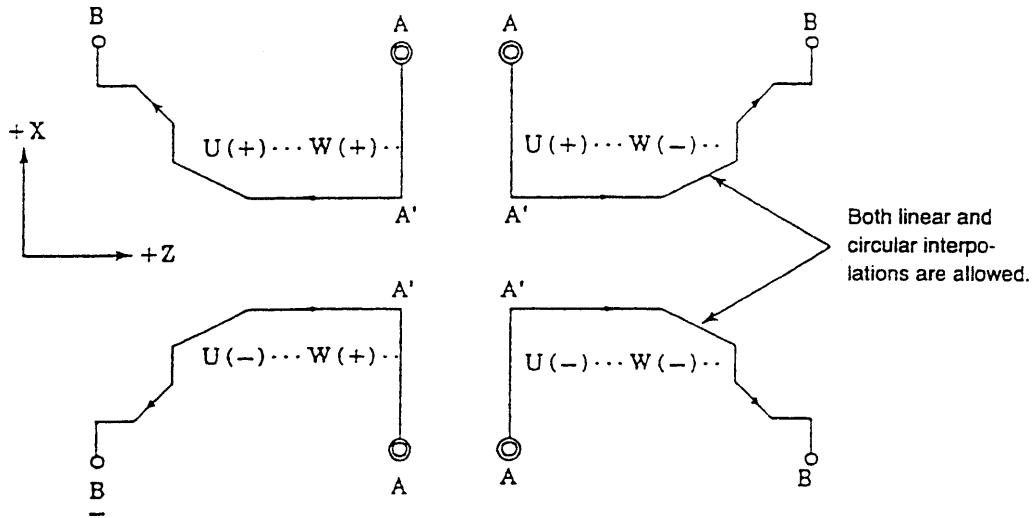 B A A B
+X
U(+)··· W(+)·· U(+)··· W(−)··
A' A'
Both linear and
circular interpo-
lations are allowed.
+Z
A' A'
U(−)··· W(+)·· U(−)··· W(−)··
B A A B